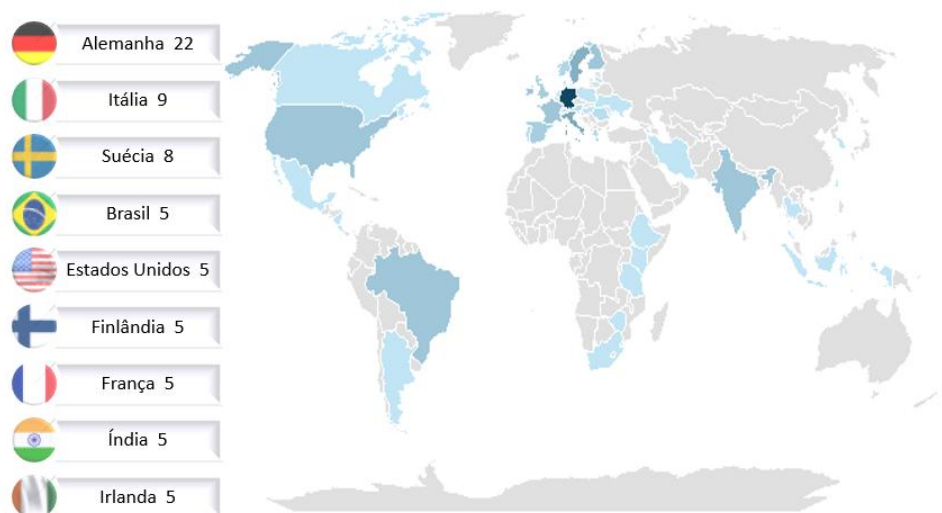 Alemanha 22
Itália 9
Suécia 8
Brasil 5
Estados Unidos 5
Finlândia 5
França 5
Índia 5
Irlanda 5